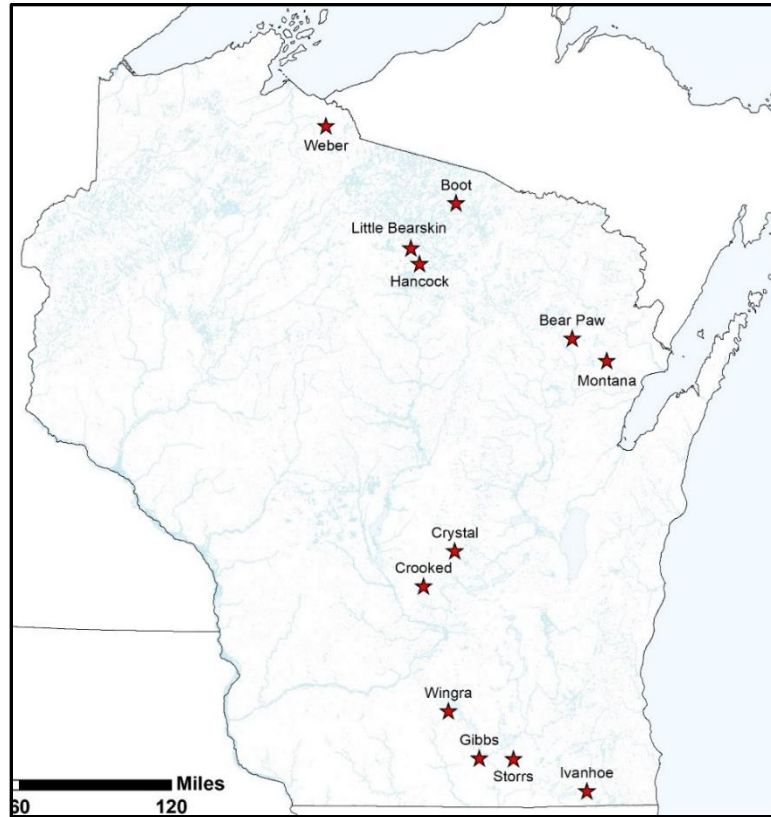 Weber
Boot
Little Bearskin
Hancock
Bear Paw
Montana
Crystal
Crooked
Wingra
Gibbs
Storrs
Ivanhoe
Miles
60 120